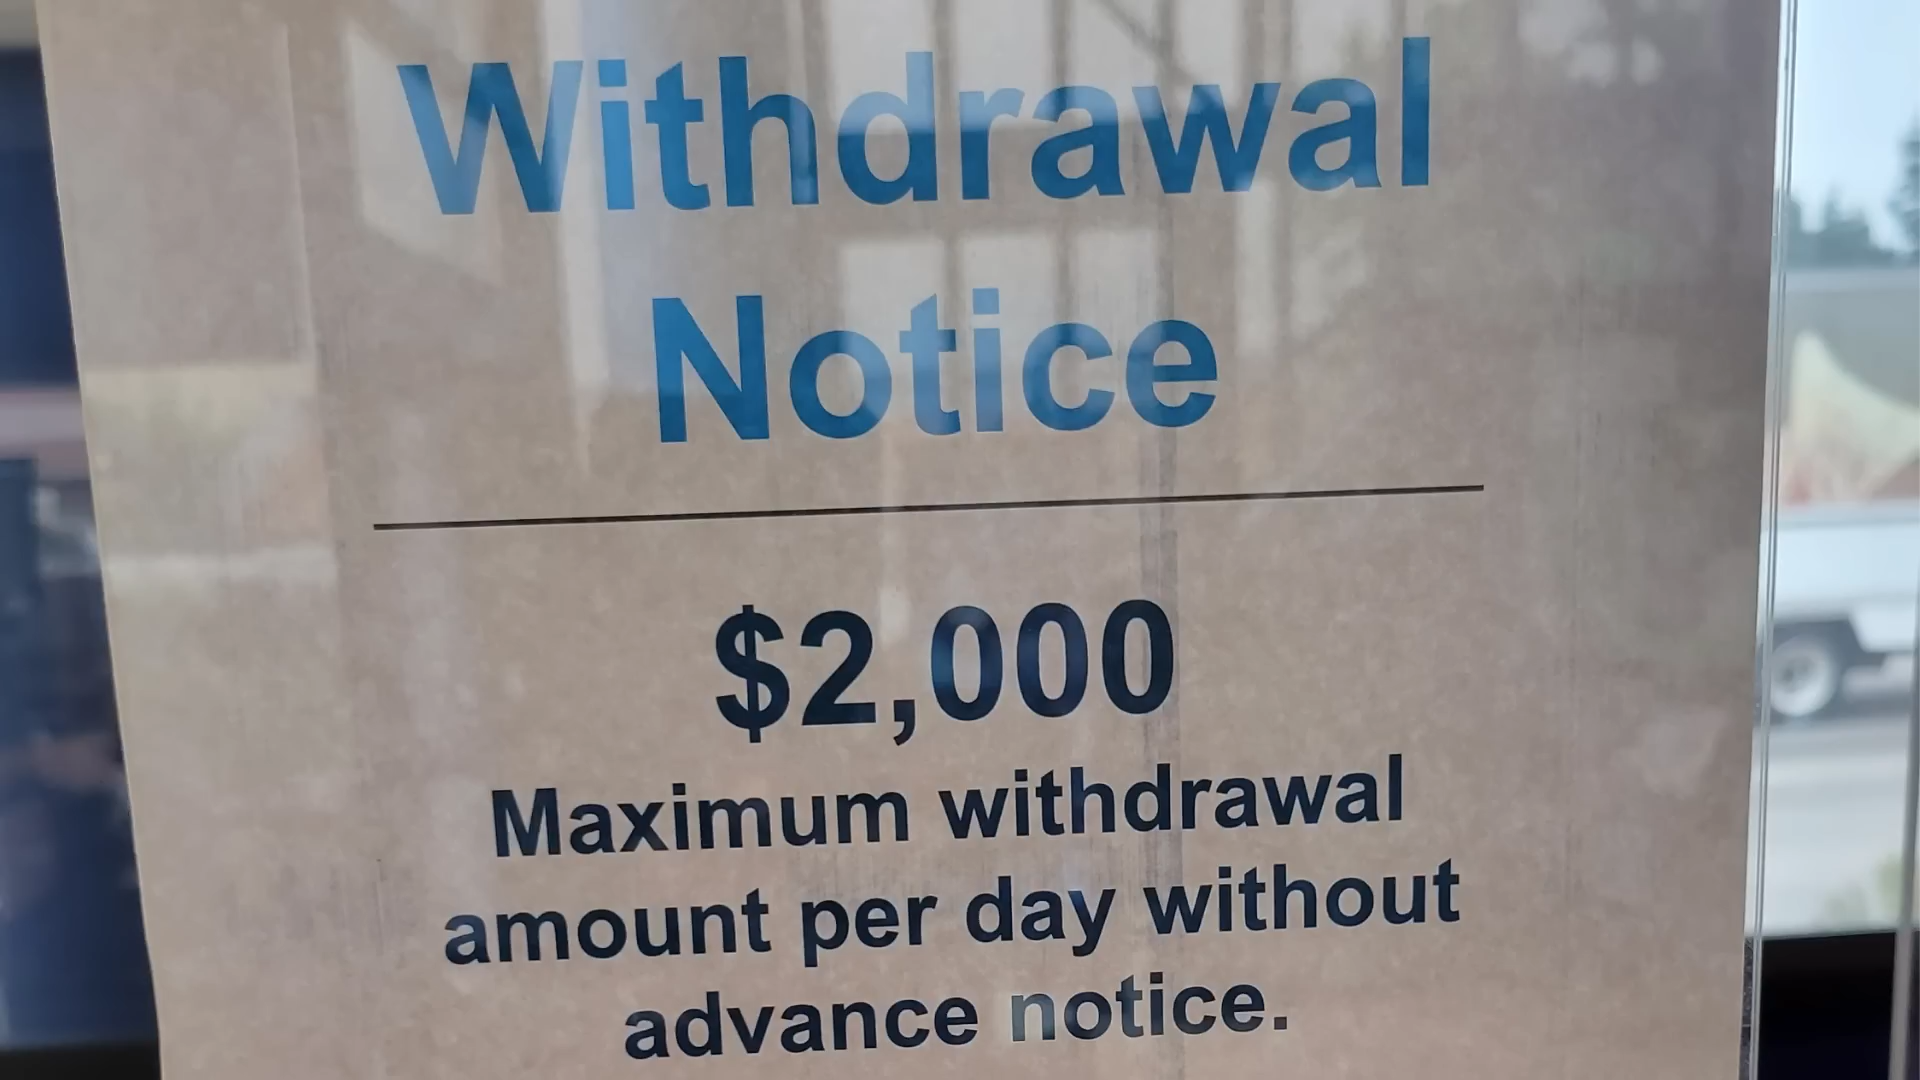 Withdrawal
Notice
$2,000
Maximum withdrawal
amount per day without
advance notice.